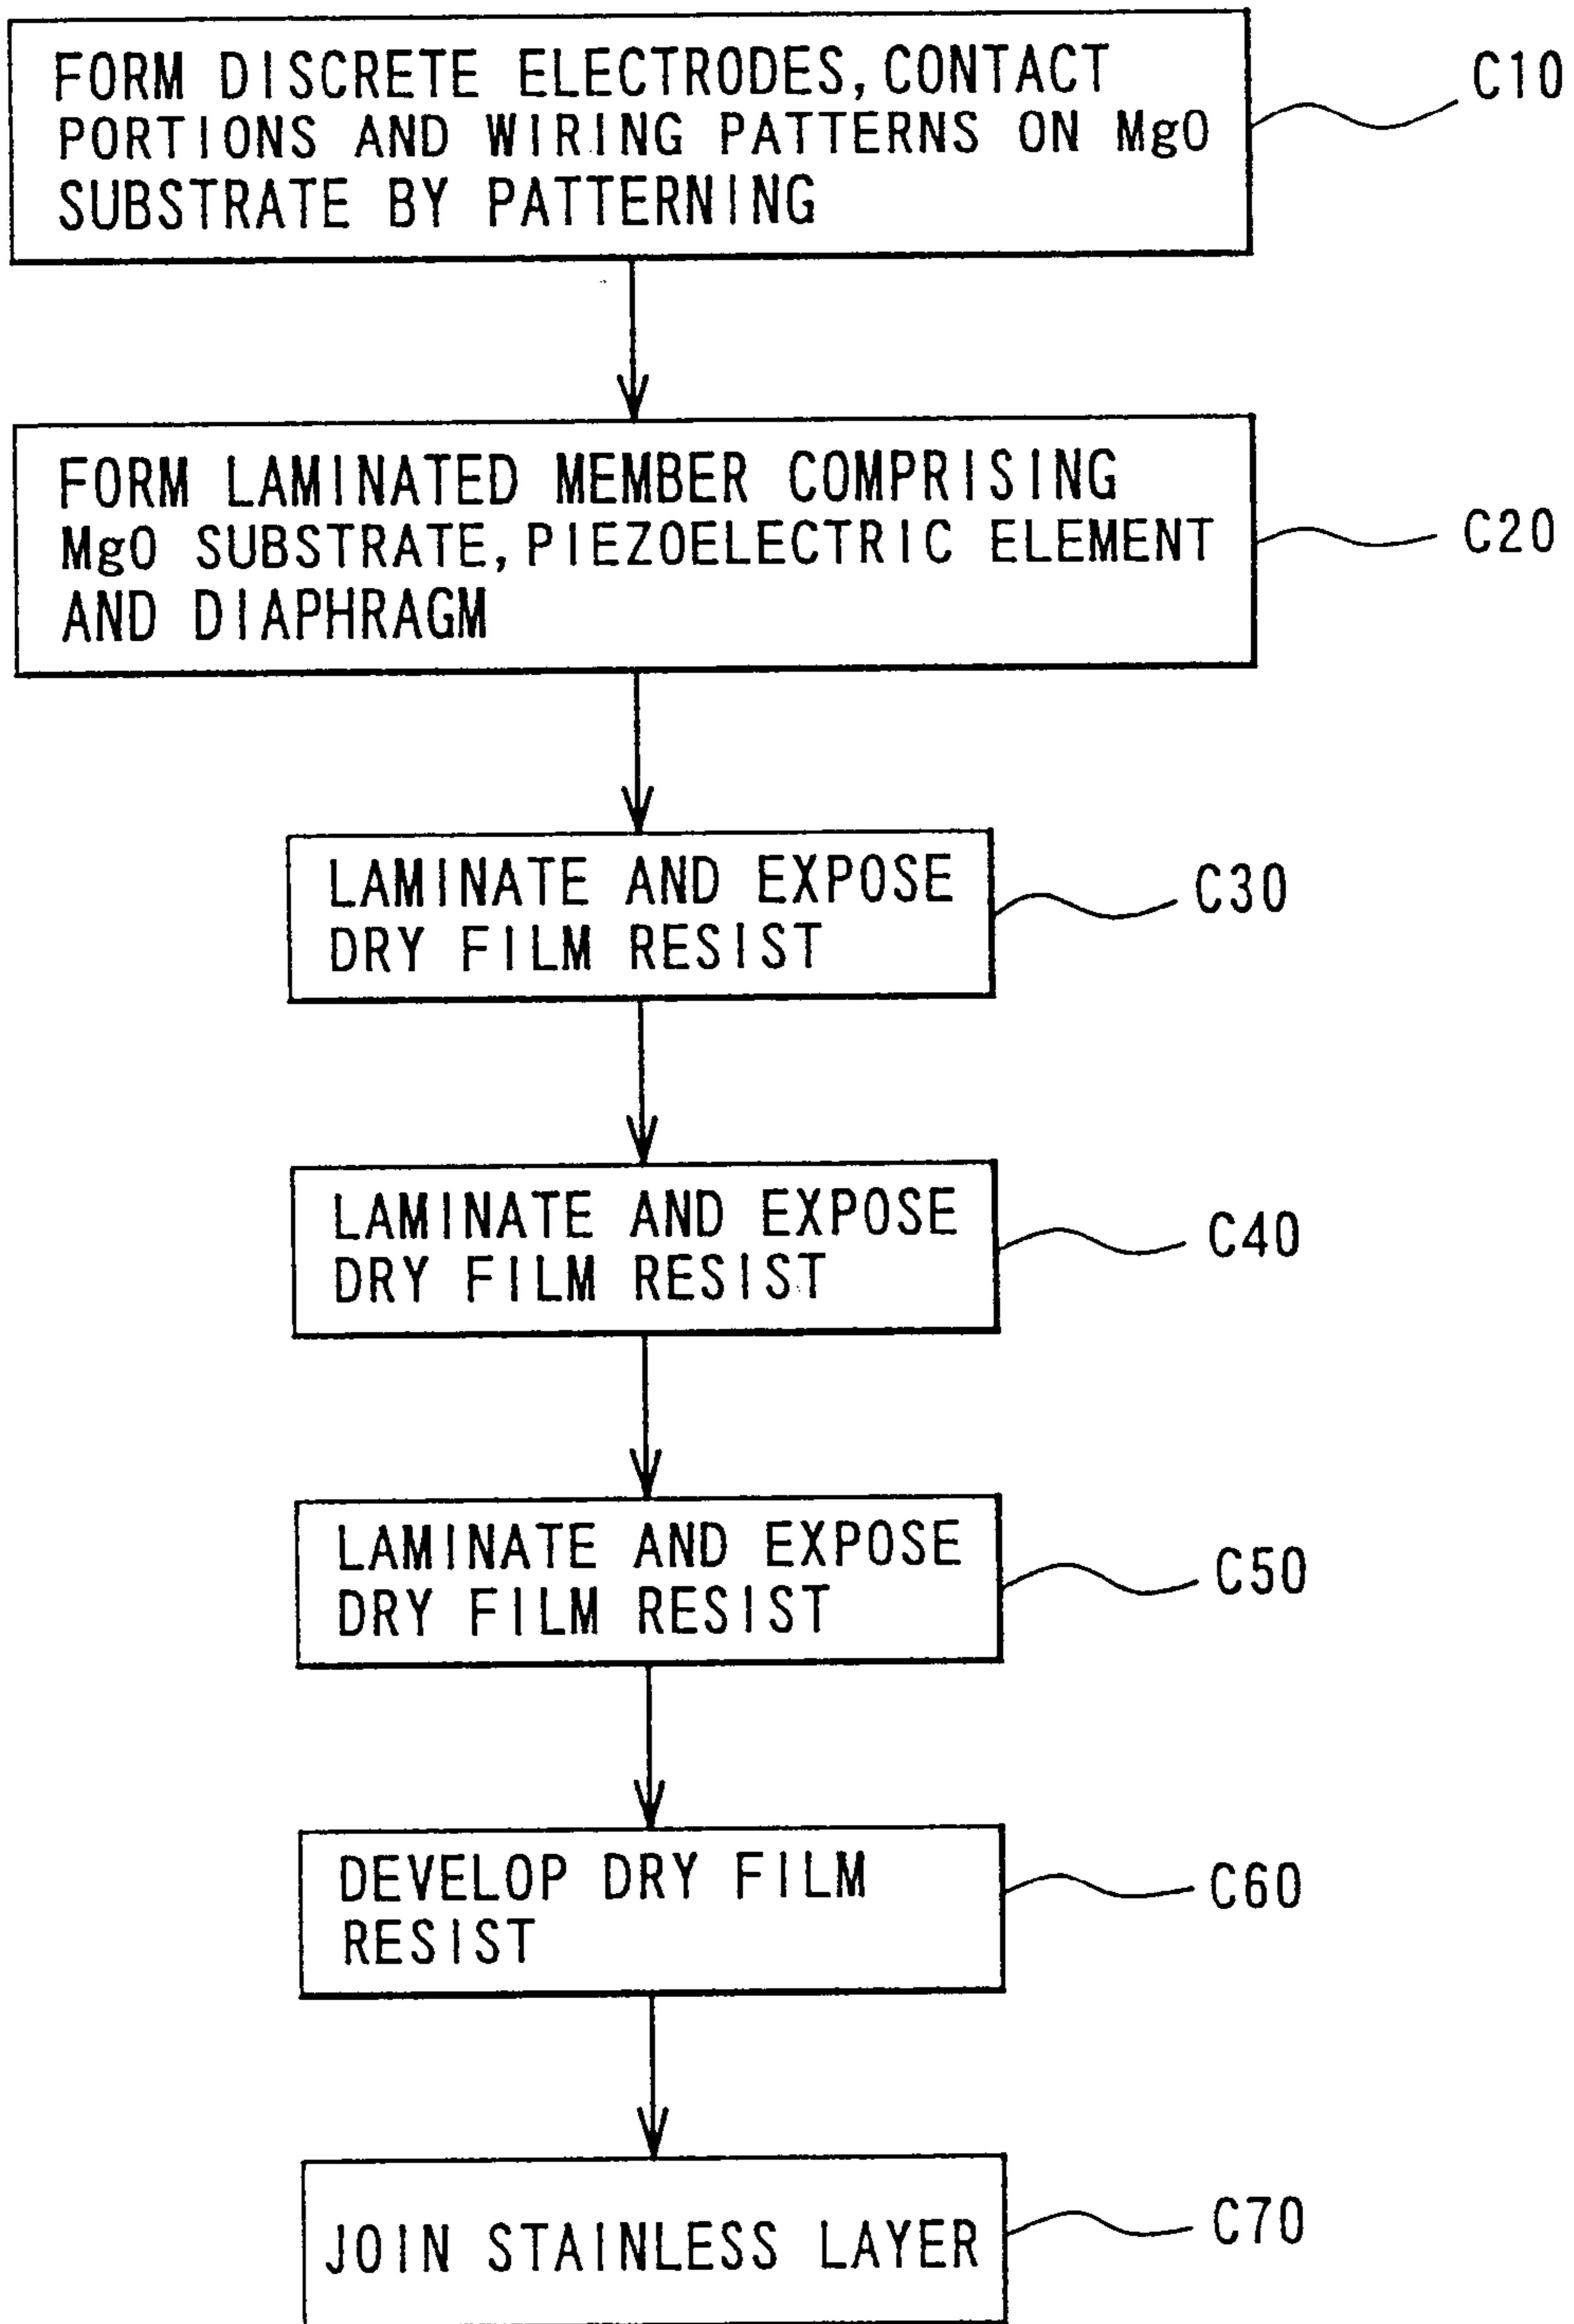 FORM DISCRETE ELECTRODES, CONTACT
PORTIONS AND WIRING PATTERNS ON MgO
SUBSTRATE BY PATTERNING
C10
FORM LAMINATED MEMBER COMPRISING
MgO SUBSTRATE, PIEZOELECTRIC ELEMENT
AND DIAPHRAGM
C20
LAMINATE AND EXPOSE
DRY FILM RESIST
C30
LAMINATE AND EXPOSE
DRY FILM RESIST
C40
LAMINATE AND EXPOSE
DRY FILM RESIST
C50
DEVELOP DRY FILM
RESIST
C60
JOIN STAINLESS LAYER
C70